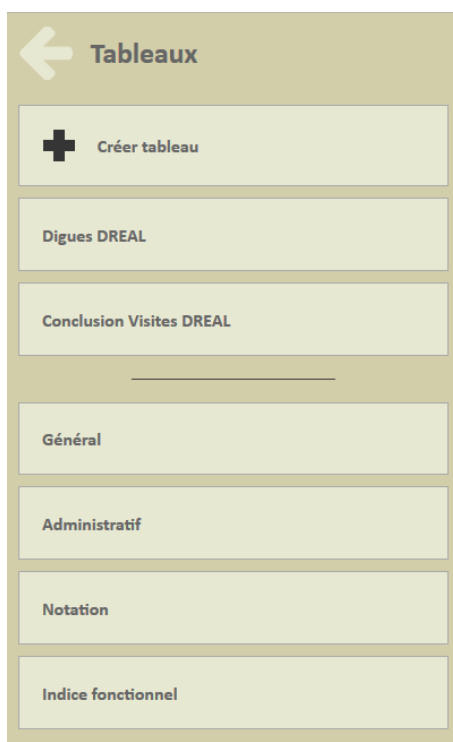 Tableaux
Créer tableau
Digues DREAL
Conclusion Visites DREAL
Général
Administratif
Notation
Indice fonctionnel